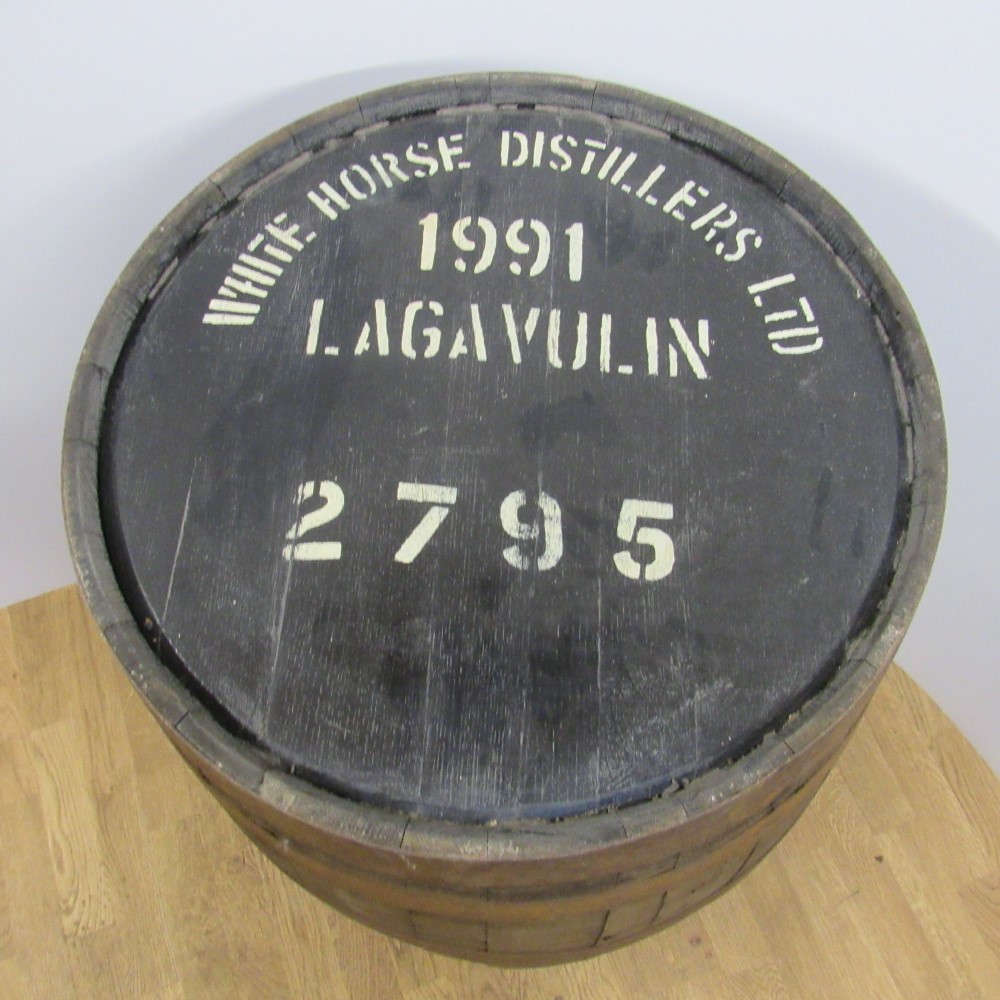 WHITE HORSE DISTILLERS LTD
1991
LAGAVULIN
2795